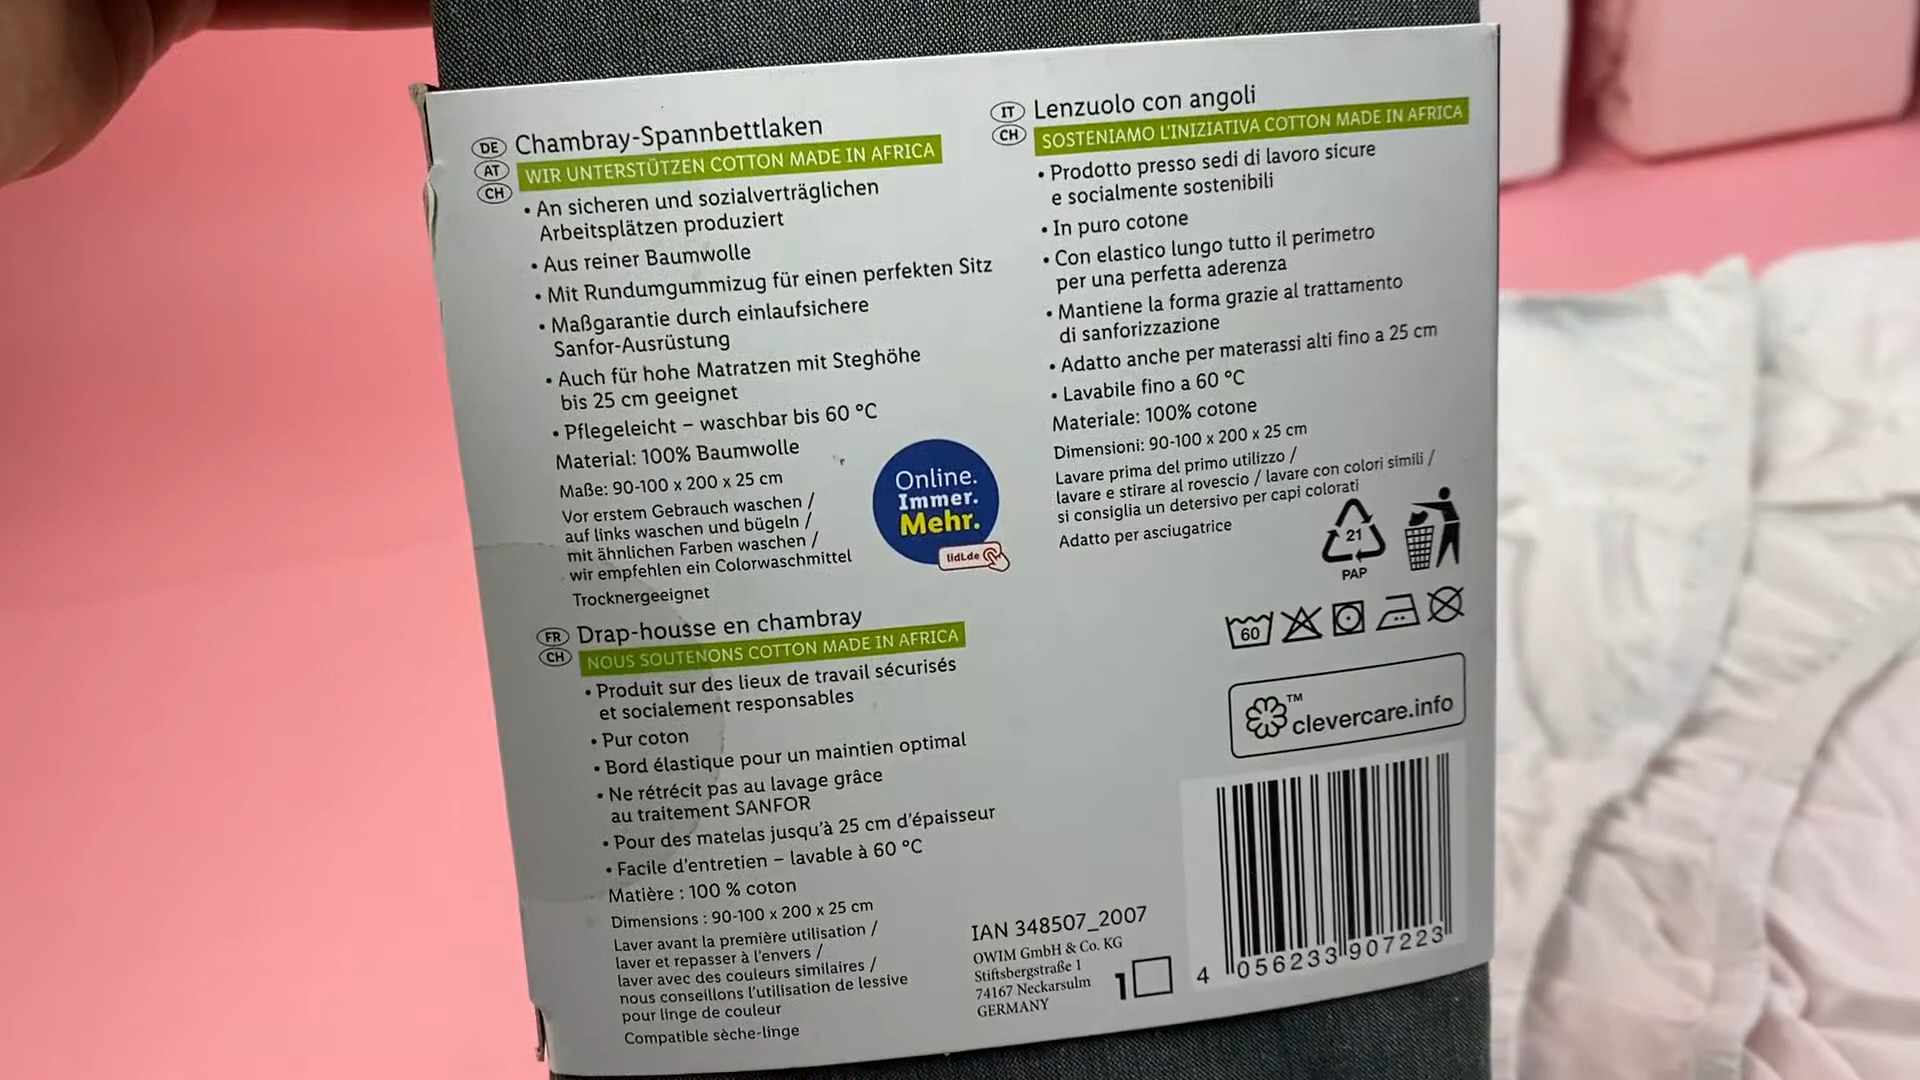 DE
AT
CH
Chambray-Spannbettlaken
WIR UNTERSTÜTZEN COTTON MADE IN AFRICA
• An sicheren und sozialverträglichen
Arbeitsplätzen produziert
• Aus reiner Baumwolle
• Mit Rundumgummizug für einen perfekten Sitz
• Maßgarantie durch einlaufsichere
Sanfor-Ausrüstung
• Auch für hohe Matratzen mit Steghöhe
bis 25 cm geeignet
• Pflegeleicht – waschbar bis 60 °C
Material: 100% Baumwolle
Maße: 90-100 x 200 x 25 cm
Vor erstem Gebrauch waschen /
auf links waschen und bügeln /
mit ähnlichen Farben waschen /
wir empfehlen ein Colorwaschmittel
Trocknergeeignet
Online.
Immer.
Mehr.
lidl.de
FR
CH
Drap-housse en chambray
NOUS SOUTENONS COTTON MADE IN AFRICA
• Produit sur des lieux de travail sécurisés
et socialement responsables
• Pur coton
• Bord élastique pour un maintien optimal
• Ne rétrécit pas au lavage grâce
au traitement SANFOR
• Pour des matelas jusqu'à 25 cm d'épaisseur
• Facile d'entretien – lavable à 60 °C
Matière : 100 % coton
Dimensions : 90-100 x 200 x 25 cm
Laver avant la première utilisation /
laver et repasser à l'envers /
laver avec des couleurs similaires /
nous conseillons l'utilisation de lessive
pour linge de couleur
Compatible sèche-linge
IT
CH
Lenzuolo con angoli
SOSTENIAMO L'INIZIATIVA COTTON MADE IN AFRICA
• Prodotto presso sedi di lavoro sicure
e socialmente sostenibili
• In puro cotone
• Con elastico lungo tutto il perimetro
per una perfetta aderenza
• Mantiene la forma grazie al trattamento
di sanforizzazione
• Adatto anche per materassi alti fino a 25 cm
• Lavabile fino a 60 °C
Materiale: 100% cotone
Dimensioni: 90-100 x 200 x 25 cm
Lavare prima del primo utilizzo /
lavare e stirare al rovescio / lavare con colori simili /
si consiglia un detersivo per capi colorati
Adatto per asciugatrice
21
PAP
60
™
clevercare.info
IAN 348507_2007
OWIM GmbH & Co. KG
Stiftsbergstraße 1
74167 Neckarsulm
GERMANY
1
4 056233 907223